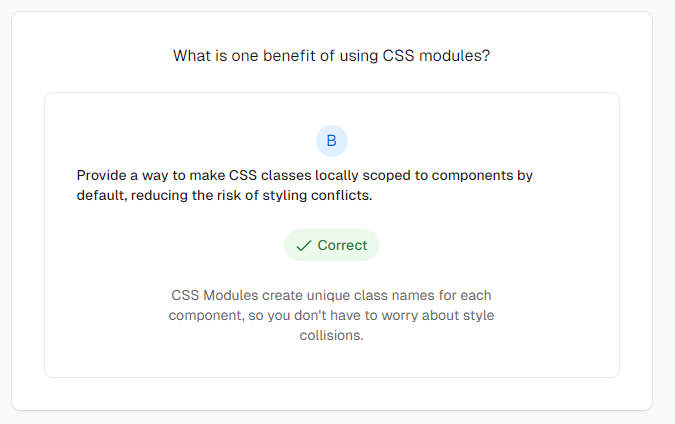 What is one benefit of using CSS modules?
B
Provide a way to make CSS classes locally scoped to components by
default, reducing the risk of styling conflicts.
Correct
CSS Modules create unique class names for each
component, so you don't have to worry about style
collisions.